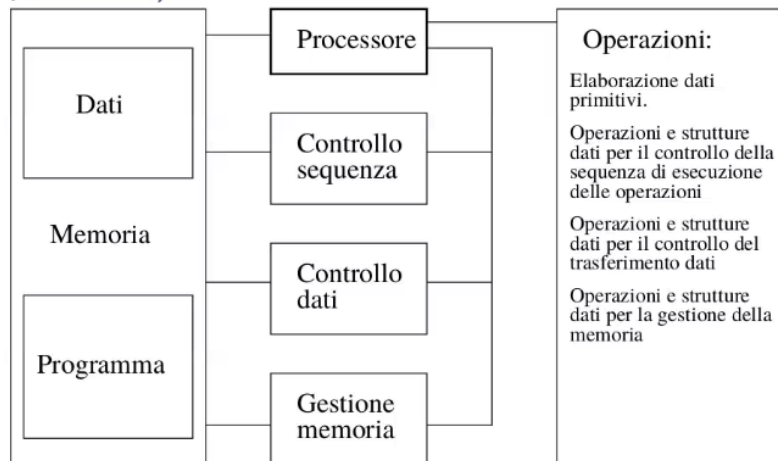 Dati
Memoria
Programma
Processore
Controllo
sequenza
Controllo
dati
Gestione
memoria
Operazioni:
Elaborazione dati
primitivi.
Operazioni e strutture
dati per il controllo della
sequenza di esecuzione
delle operazioni
Operazioni e strutture
dati per il controllo del
trasferimento dati
Operazioni e strutture
dati per la gestione della
memoria